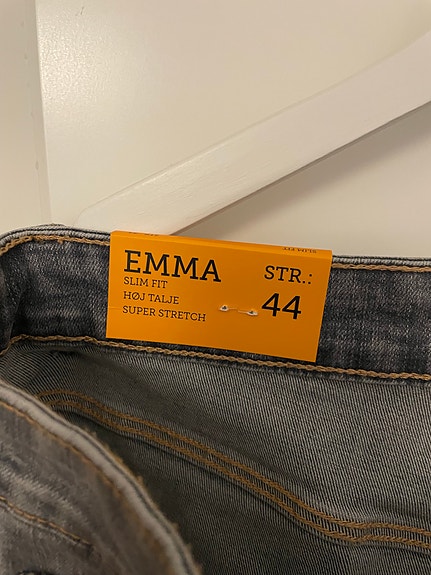 EMMA
SLIM FIT
HØJ TALJE
SUPER STRETCH
STR.:
44